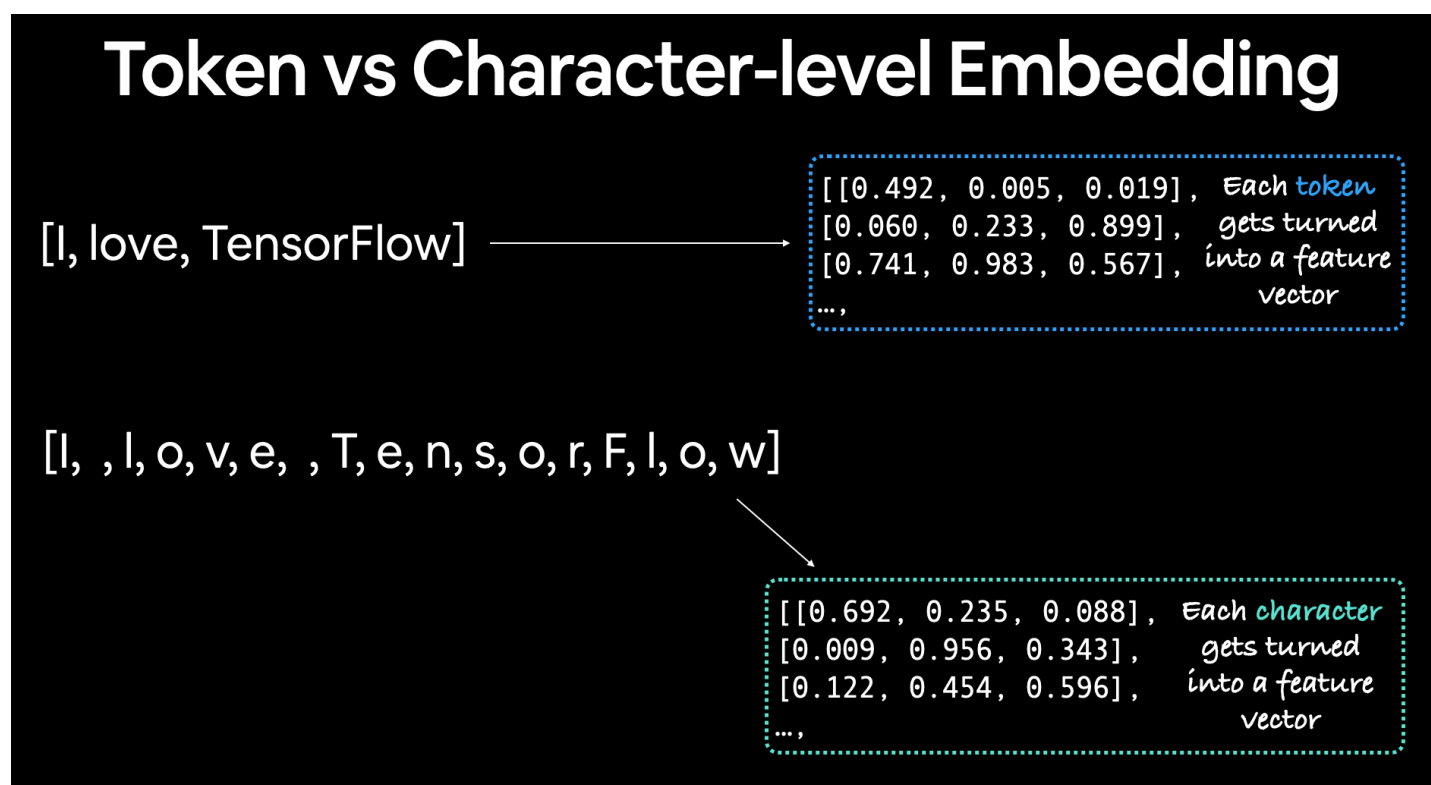 Token vs Character-level Embedding
[I, love, TensorFlow]
[[0.492, 0.005, 0.019],
[0.060, 0.233, 0.899],
[0.741, 0.983, 0.567],
…,
Each token
gets turned
into a feature
vector
[I,  , l, o, v, e,  , T, e, n, s, o, r, F, l, o, w]
[[0.692, 0.235, 0.088],
[0.009, 0.956, 0.343],
[0.122, 0.454, 0.596],
…,
Each character
gets turned
into a feature
vector